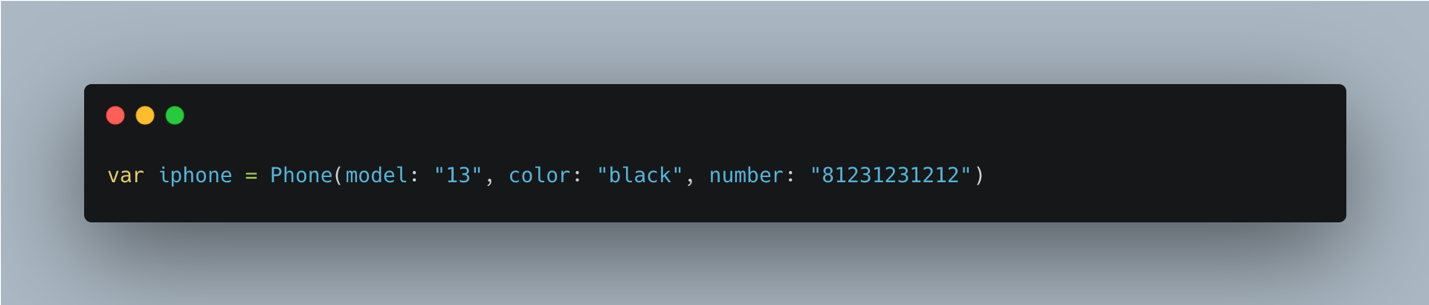 var iphone = Phone(model: "13", color: "black", number: "81231231212")